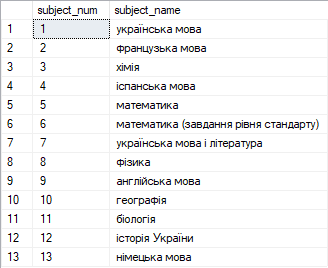 subject_num subject_name
1 1 українська мова
2 2 французька мова
3 3 хімія
4 4 іспанська мова
5 5 математика
6 6 математика (завдання рівня стандарту)
7 7 українська мова і література
8 8 фізика
9 9 англійська мова
10 10 географія
11 11 біологія
12 12 історія України
13 13 німецька мова